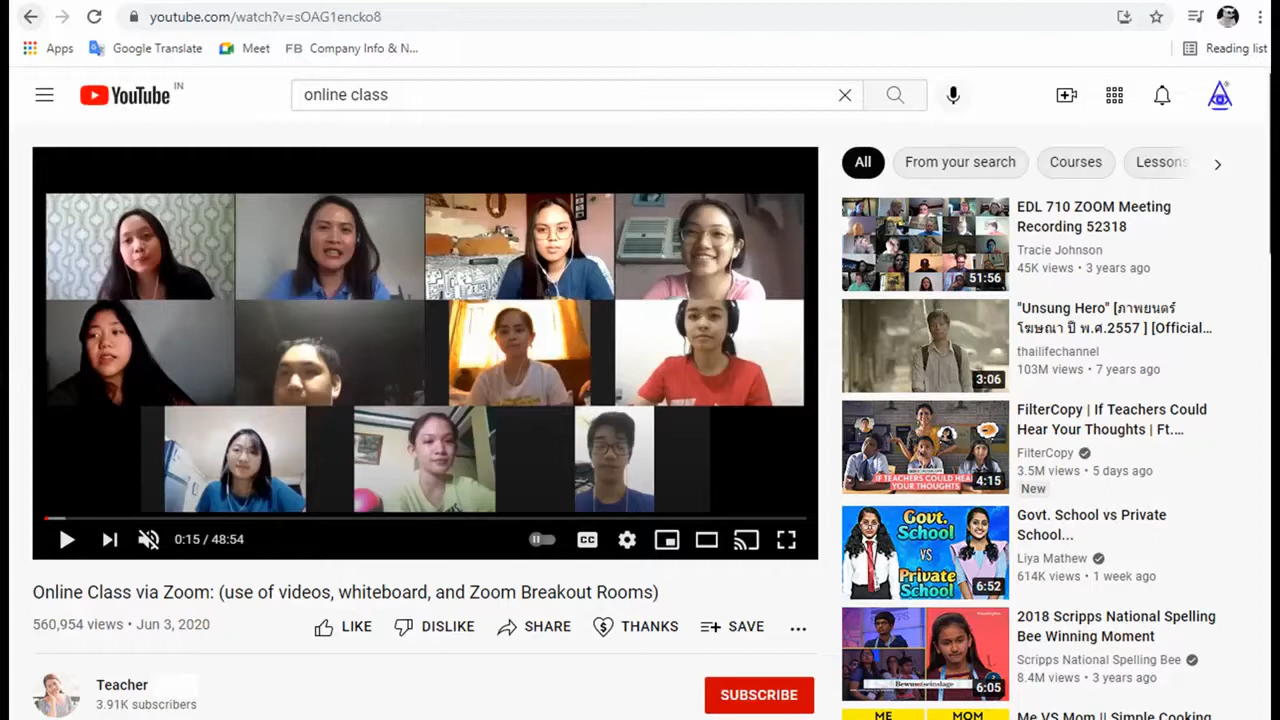 youtube.com/watch?v=sOAG1encko8
Apps
Google Translate
Meet
FB Company Info & N...
Reading list
YouTube IN
online class
All
From your search
Courses
Lessons
0:15 / 48:54
CC
Online Class via Zoom: (use of videos, whiteboard, and Zoom Breakout Rooms)
560,954 views • Jun 3, 2020
LIKE
DISLIKE
SHARE
THANKS
SAVE
Teacher
3.91K subscribers
SUBSCRIBE
51:56
EDL 710 ZOOM Meeting
Recording 52318
Tracie Johnson
45K views • 3 years ago
3:06
"Unsung Hero" [ภาพยนตร์
โฆษณา ปี พ.ศ.2557 ] [Official...
thailifechannel
103M views • 7 years ago
IF TEACHERS COULD HEAR
YOUR THOUGHTS
4:15
FilterCopy | If Teachers Could
Hear Your Thoughts | Ft....
FilterCopy
3.5M views • 5 days ago
New
Govt.
School
VS
Private
School
6:52
Govt. School vs Private
School...
Liya Mathew
614K views • 1 week ago
6:05
2018 Scripps National Spelling
Bee Winning Moment
Scripps National Spelling Bee
8.4M views • 3 years ago
ME
MOM
Me VS Mom || Simple Cooking